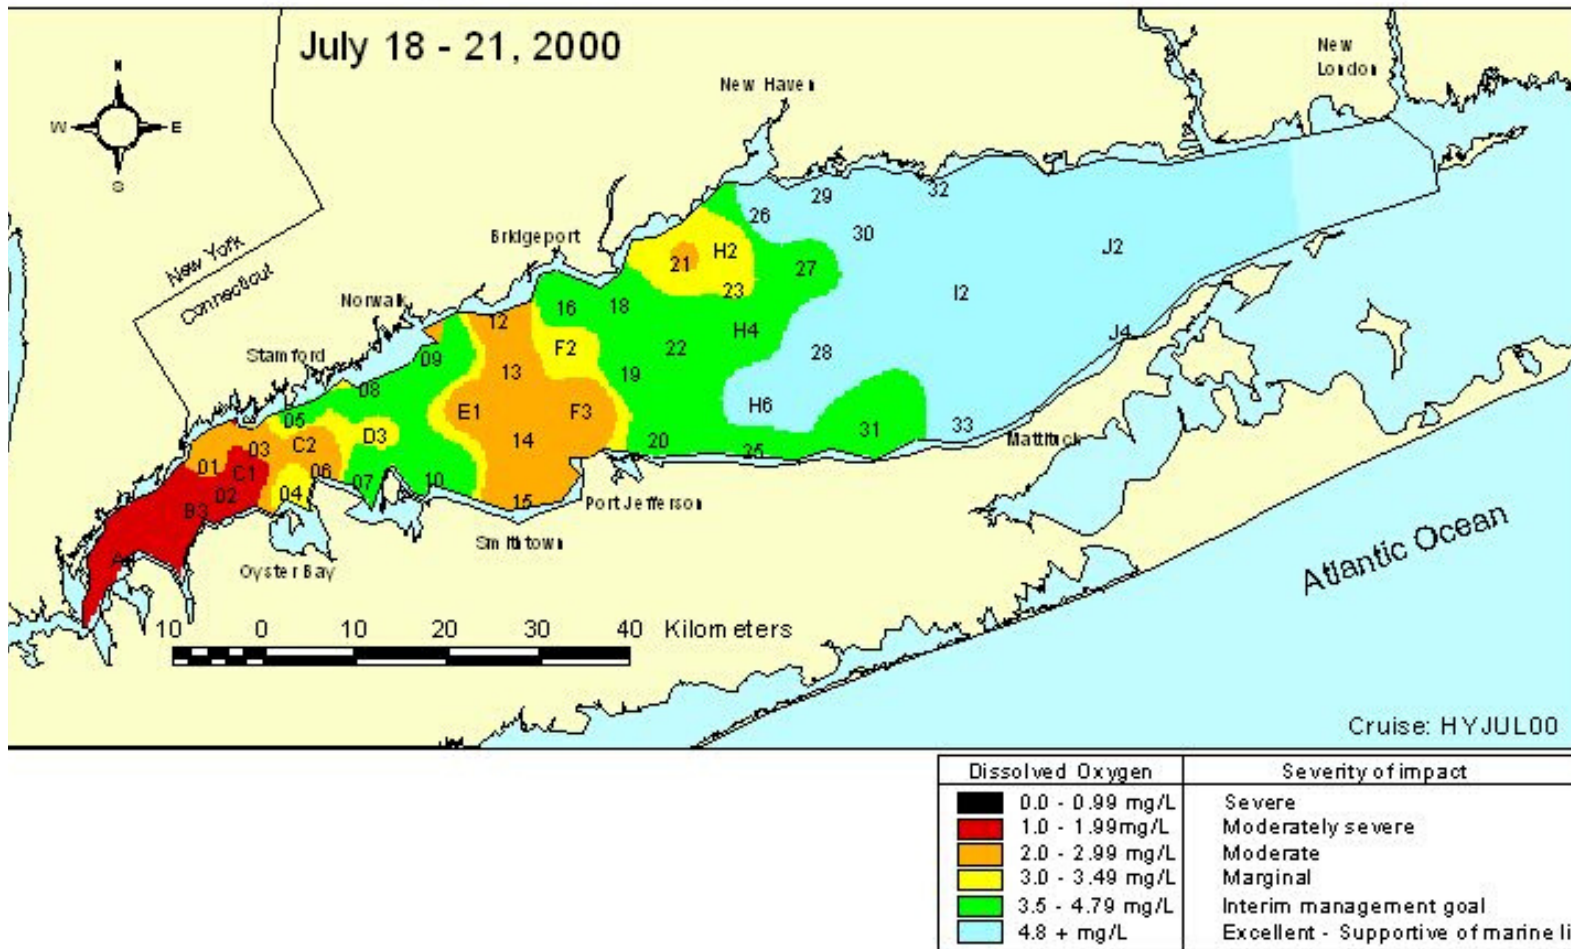 July 18 - 21, 2000
N
W E
S
New London
New Haven
New York
Connecticut
Bridgeport
Norwalk
Stamford
29
32
26
30
H2
21
27
J2
23
I2
16
18
12
H4
J4
F2
22
28
09
13
19
08
E1
F3
H6
05
D3
14
20
31
33
03
C2
25
Mattituck
01
C1
06
07
10
02
04
15
B3
Port Jefferson
Smithtown
Oyster Bay
Atlantic Ocean
10 0 10 20 30 40 Kilometers
Cruise: HYJUL00
Dissolved Oxygen Severity of impact
0.0 - 0.99 mg/L Severe
1.0 - 1.99mg/L Moderately severe
2.0 - 2.99 mg/L Moderate
3.0 - 3.49 mg/L Marginal
3.5 - 4.79 mg/L Interim management goal
4.8 + mg/L Excellent - Supportive of marine li